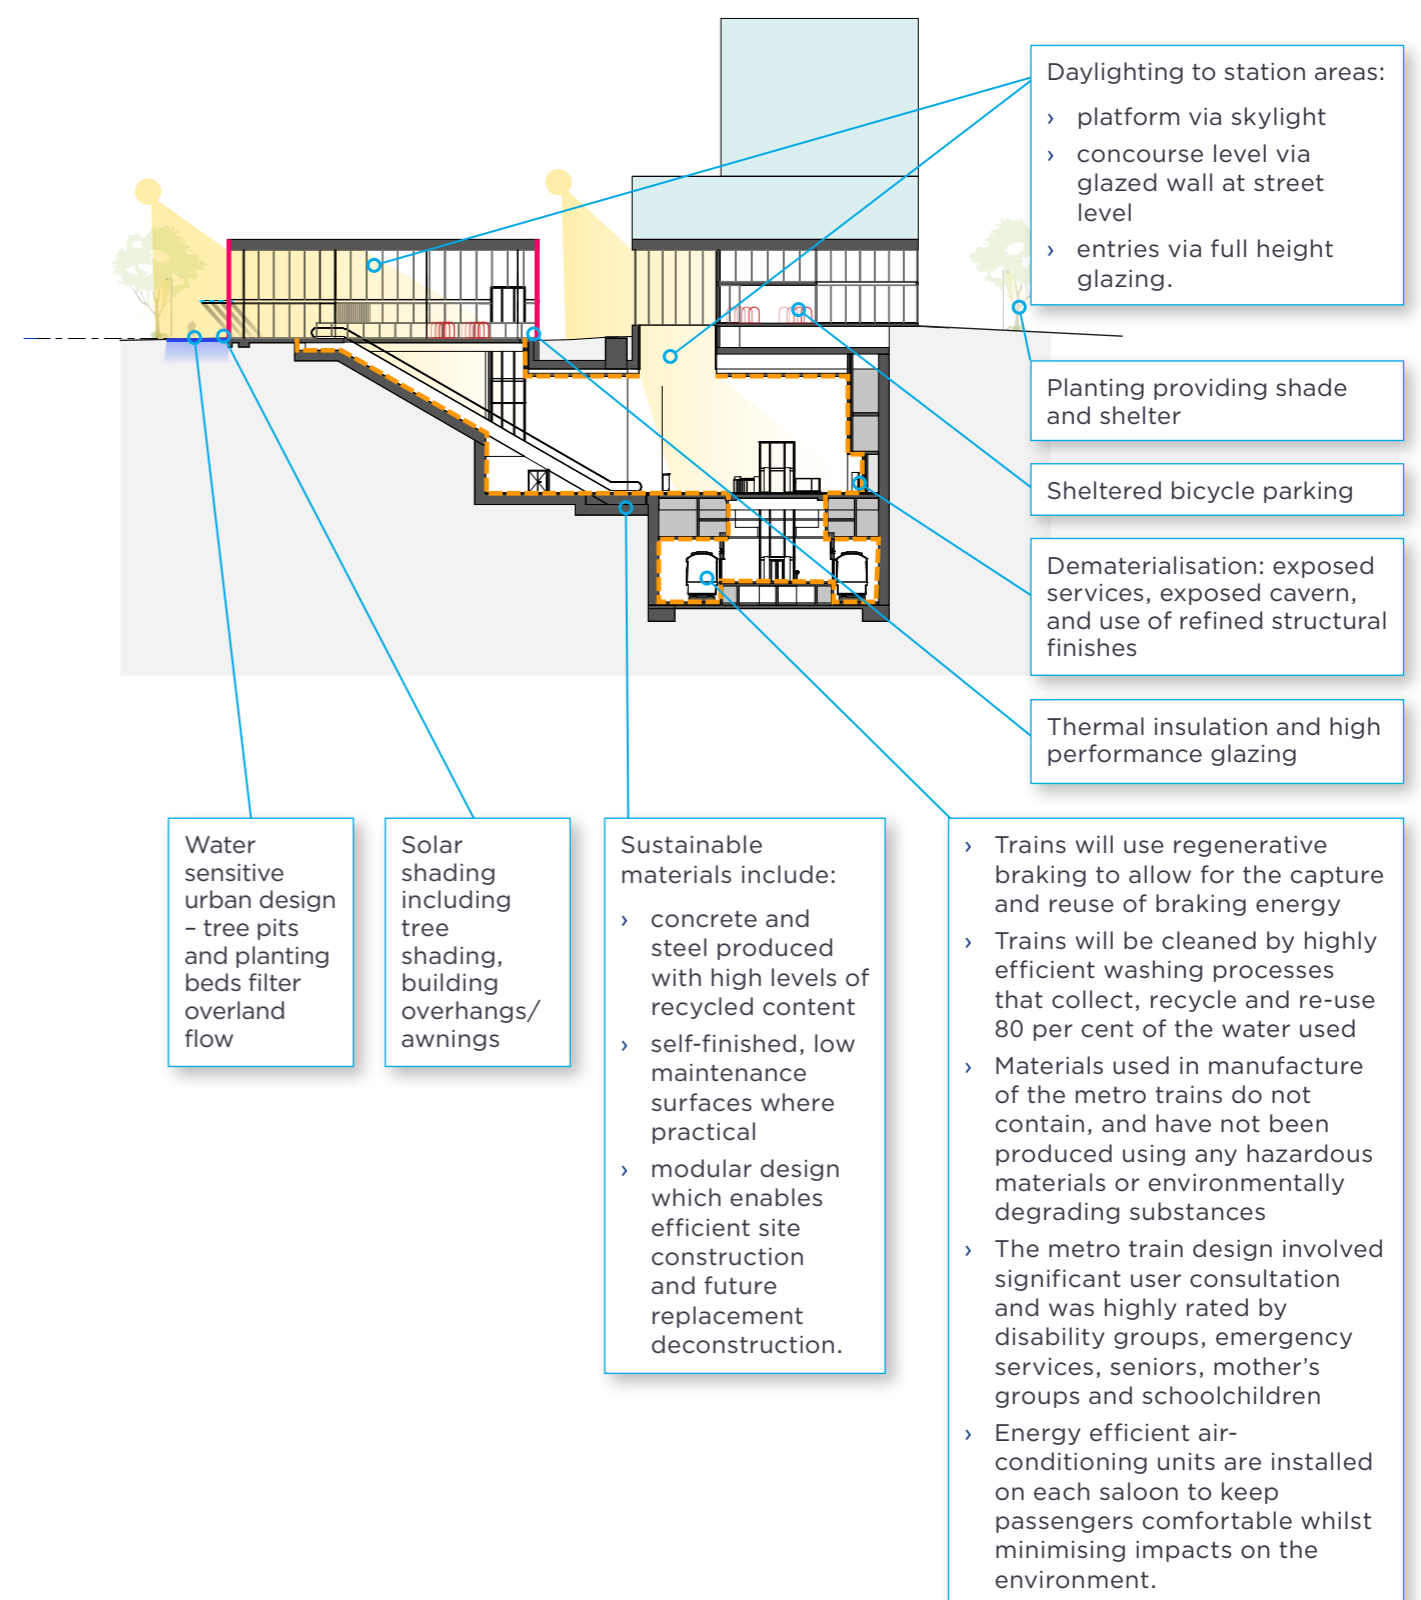 Daylighting to station areas:
› platform via skylight
› concourse level via
glazed wall at street
level
› entries via full height
glazing.
Planting providing shade
and shelter
Sheltered bicycle parking
Dematerialisation: exposed
services, exposed cavern,
and use of refined structural
finishes
Thermal insulation and high
performance glazing
Water
sensitive
urban design
– tree pits
and planting
beds filter
overland
flow
Solar
shading
including
tree
shading,
building
overhangs/
awnings
Sustainable
materials include:
› concrete and
steel produced
with high levels of
recycled content
› self-finished, low
maintenance
surfaces where
practical
› modular design
which enables
efficient site
construction
and future
replacement
deconstruction.
› Trains will use regenerative
braking to allow for the capture
and reuse of braking energy
› Trains will be cleaned by highly
efficient washing processes
that collect, recycle and re-use
80 per cent of the water used
› Materials used in manufacture
of the metro trains do not
contain, and have not been
produced using any hazardous
materials or environmentally
degrading substances
› The metro train design involved
significant user consultation
and was highly rated by
disability groups, emergency
services, seniors, mother’s
groups and schoolchildren
› Energy efficient air-
conditioning units are installed
on each saloon to keep
passengers comfortable whilst
minimising impacts on the
environment.